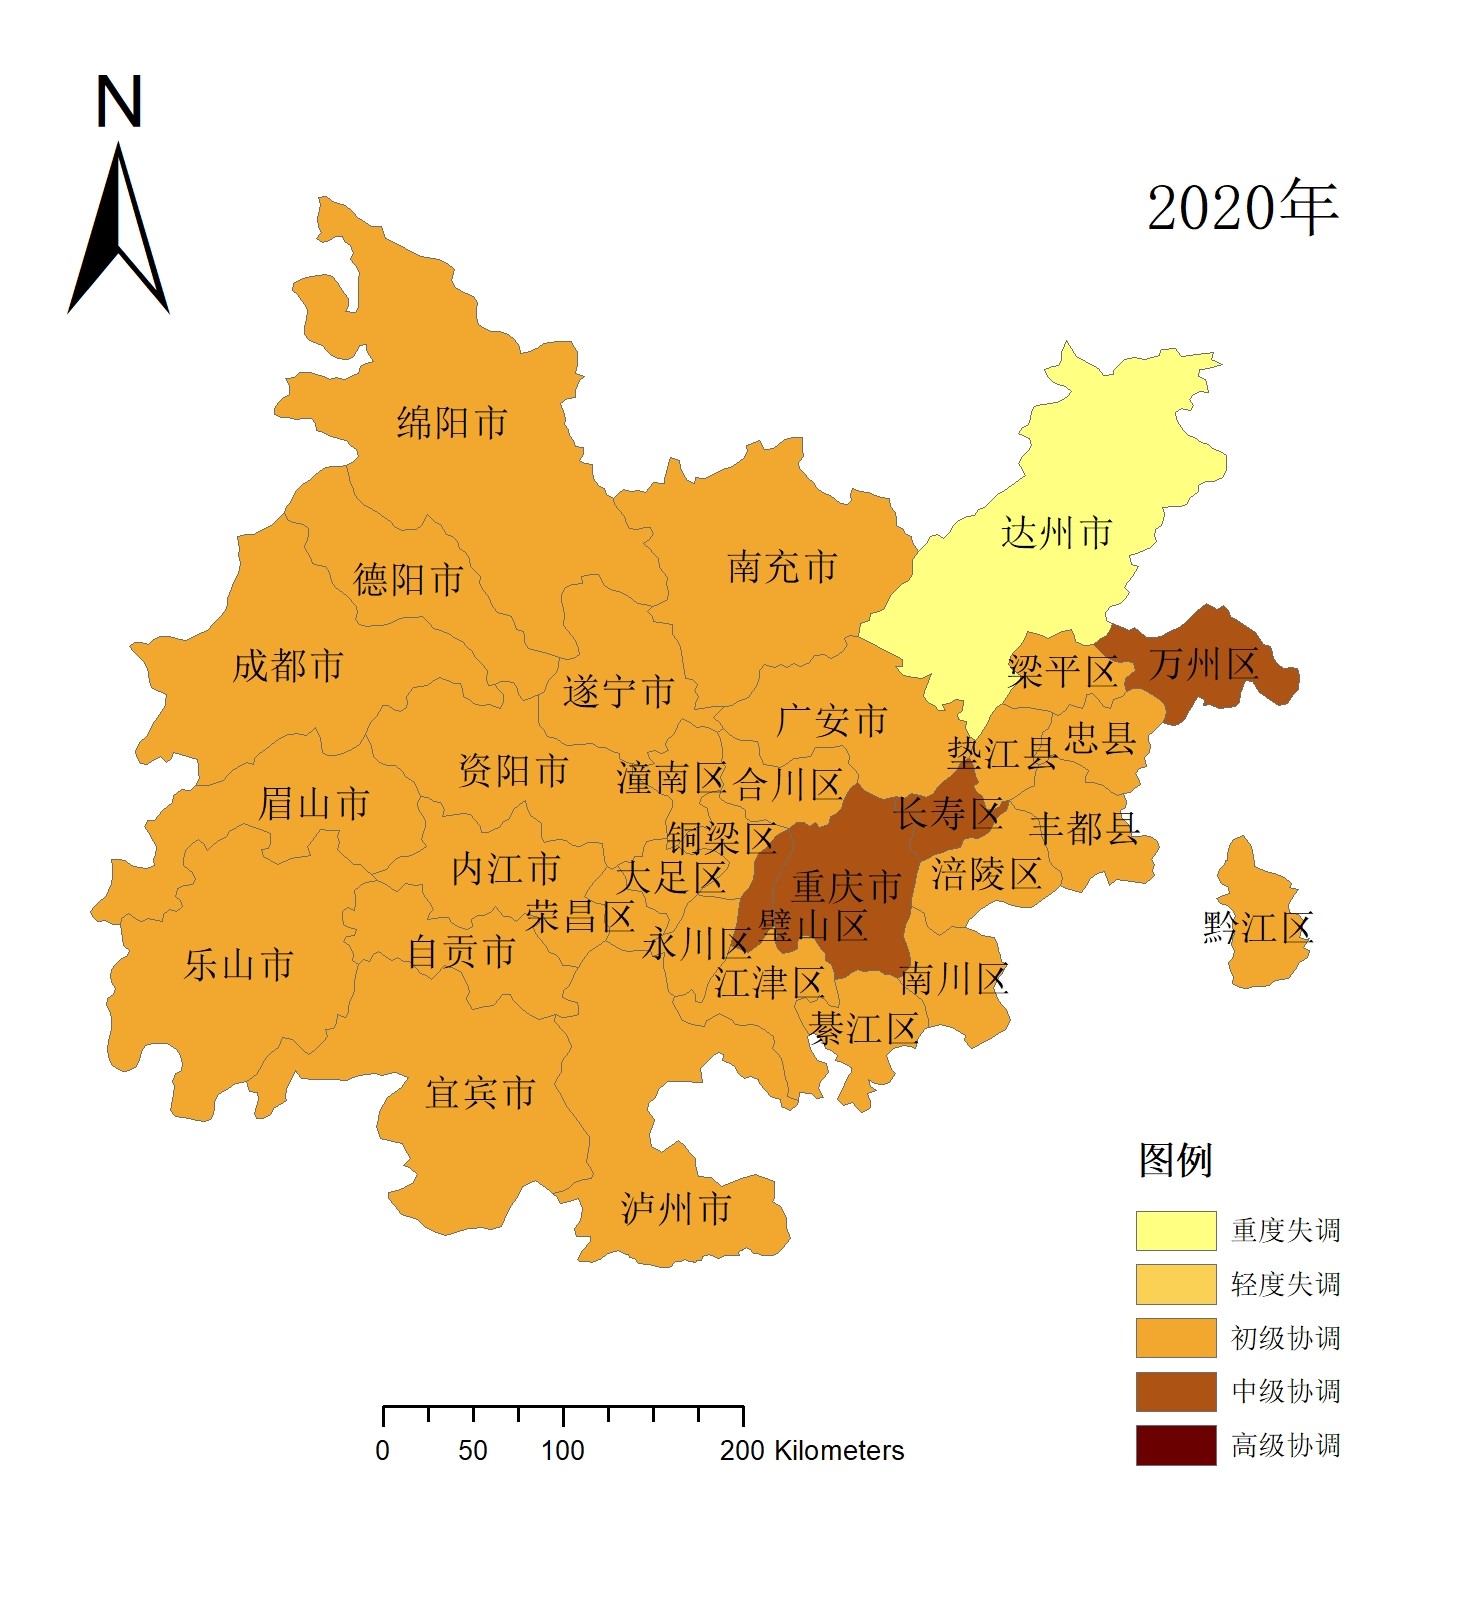 N
2020年
绵阳市
达州市
南充市
德阳市
成都市
梁平区
万州区
遂宁市
广安市
忠县
垫江县
资阳市
潼南区
合川区
眉山市
长寿区
丰都县
铜梁区
内江市
大足区
涪陵区
重庆市
荣昌区
璧山区
黔江区
永川区
自贡市
乐山市
江津区
南川区
綦江区
宜宾市
泸州市
图例
重度失调
轻度失调
初级协调
中级协调
高级协调
0 50 100 200 Kilometers